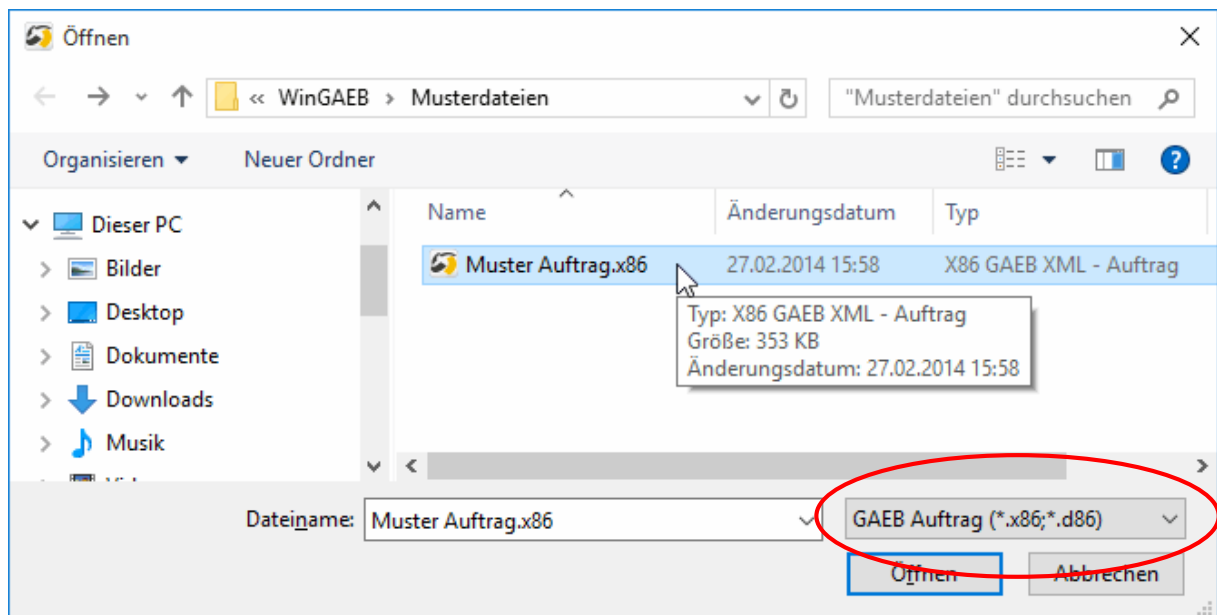 Öffnen
« WinGAEB › Musterdateien
"Musterdateien" durchsuchen
Organisieren
Neuer Ordner
Name
Änderungsdatum
Typ
Dieser PC
Bilder
Desktop
Dokumente
Downloads
Musik
Muster Auftrag.x86
27.02.2014 15:58
X86 GAEB XML - Auftrag
Typ: X86 GAEB XML - Auftrag
Größe: 353 KB
Änderungsdatum: 27.02.2014 15:58
Dateiname:
Muster Auftrag.x86
GAEB Auftrag (*.x86;*.d86)
Öffnen
Abbrechen